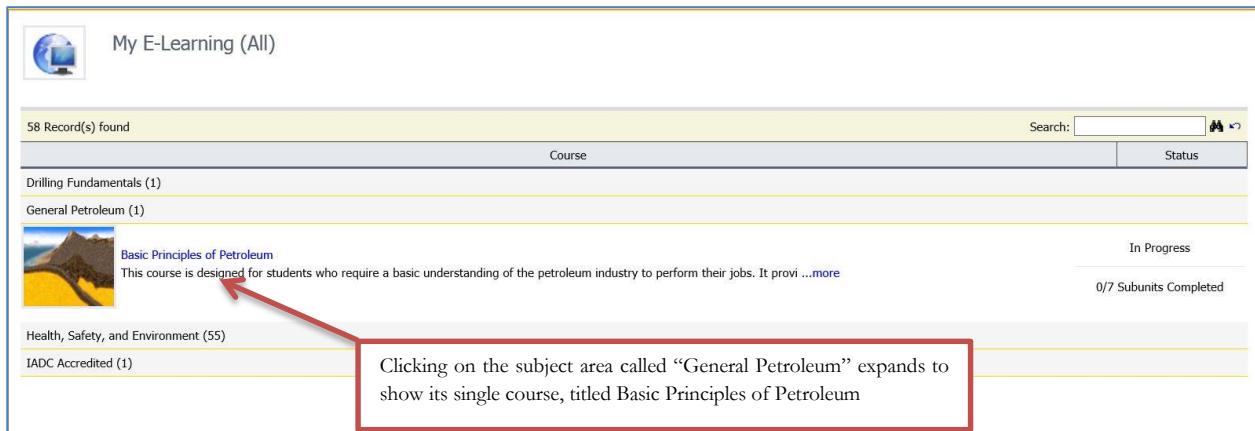 My E-Learning (All)
58 Record(s) found
Search:
Course
Status
Drilling Fundamentals (1)
General Petroleum (1)
Basic Principles of Petroleum
This course is designed for students who require a basic understanding of the petroleum industry to perform their jobs. It provi ...more
In Progress
0/7 Subunits Completed
Health, Safety, and Environment (55)
IADC Accredited (1)
Clicking on the subject area called “General Petroleum” expands to
show its single course, titled Basic Principles of Petroleum